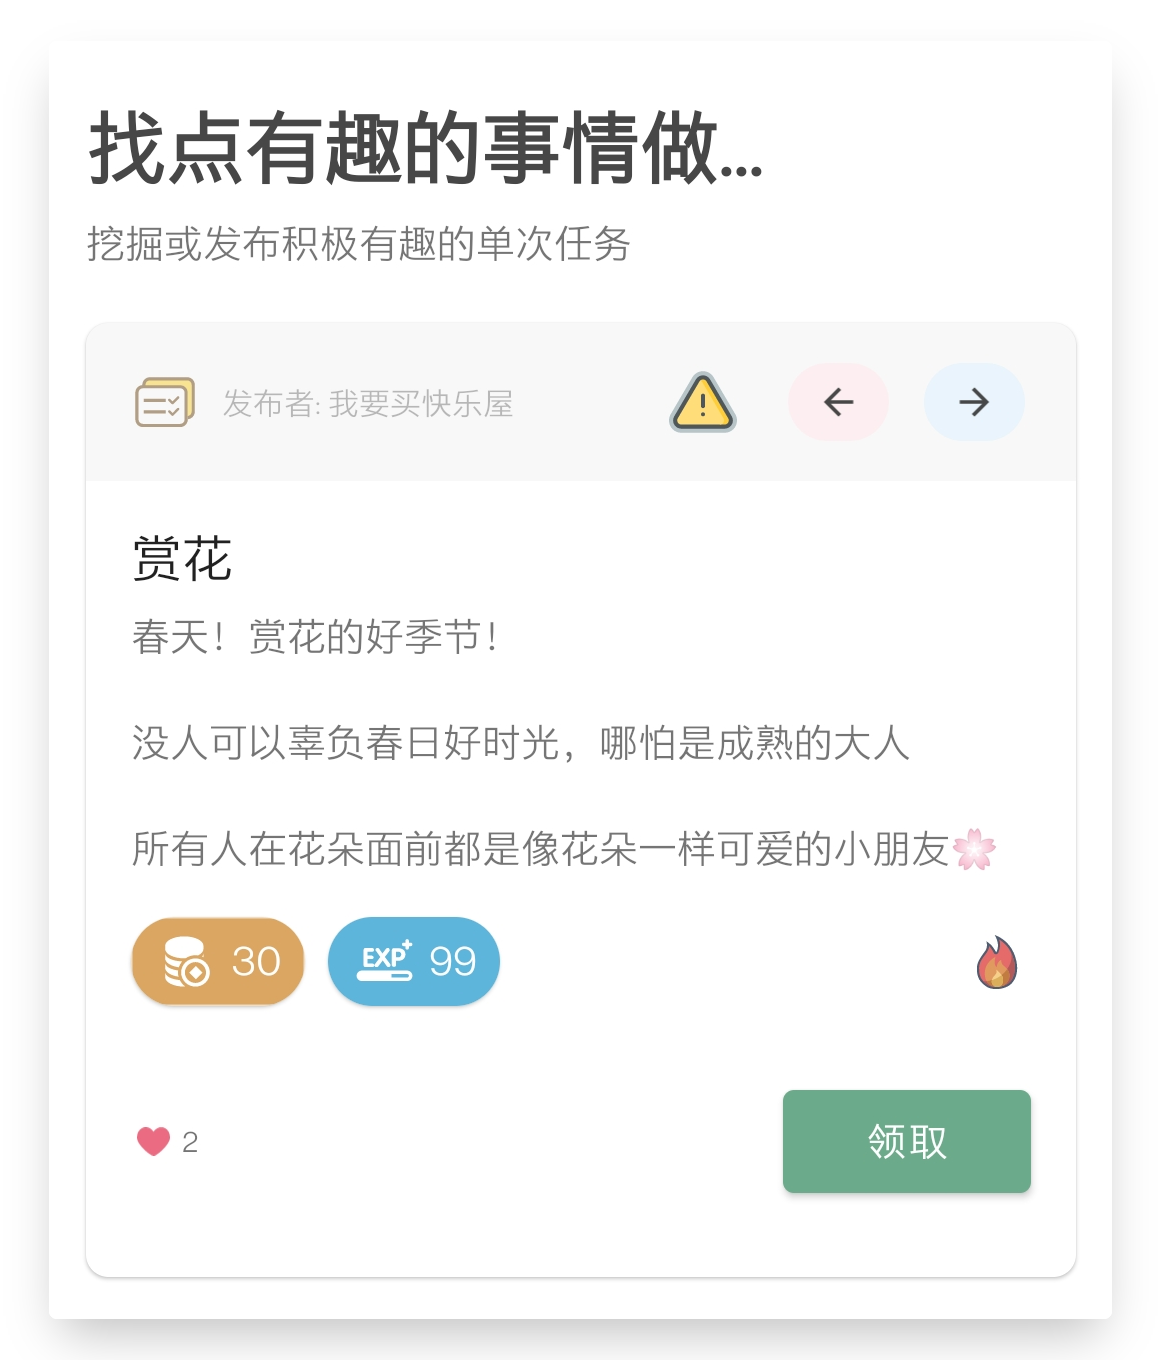 找点有趣的事情做...
挖掘或发布积极有趣的单次任务
发布者: 我要买快乐屋
赏花
春天！赏花的好季节！
没人可以辜负春日好时光，哪怕是成熟的大人
所有人在花朵面前都是像花朵一样可爱的小朋友🌸
30
EXP+ 99
2
领取